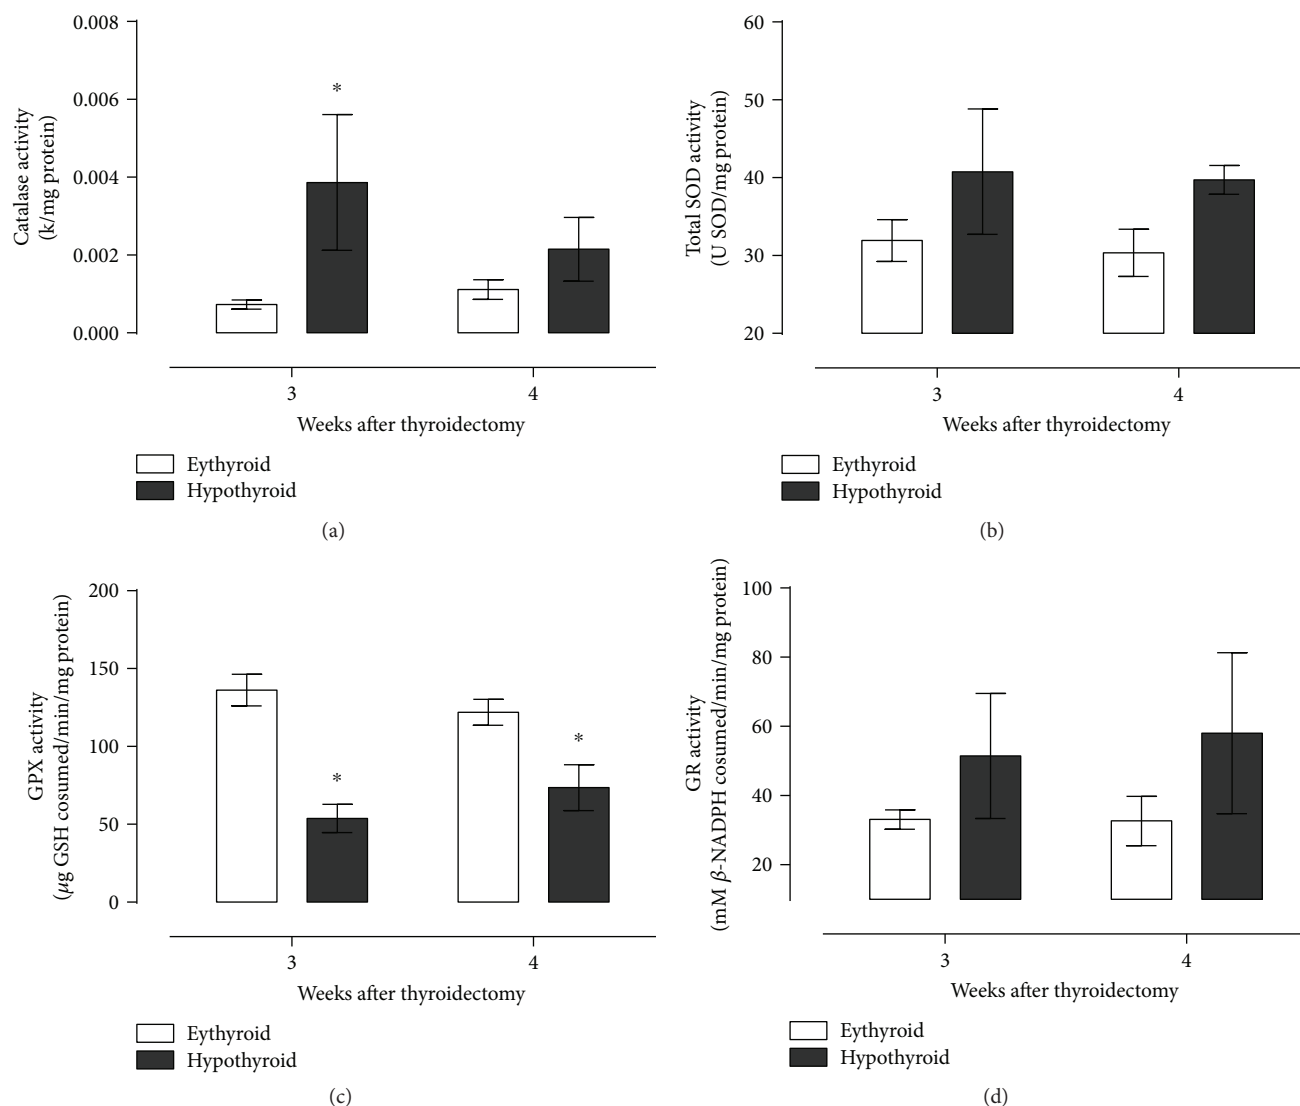 0.008
0.006
0.004
0.002
0.000
Catalase activity
(k/mg protein)
*
3
4
Weeks after thyroidectomy
Eythyroid
Hypothyroid
(a)
60
50
40
30
20
Total SOD activity
(U SOD/mg protein)
3
4
Weeks after thyroidectomy
Eythyroid
Hypothyroid
(b)
200
150
100
50
0
GPX activity
(μg GSH cosumed/min/mg protein)
*
*
3
4
Weeks after thyroidectomy
Eythyroid
Hypothyroid
(c)
100
80
60
40
20
GR activity
(mM β-NADPH cosumed/min/mg protein)
3
4
Weeks after thyroidectomy
Eythyroid
Hypothyroid
(d)